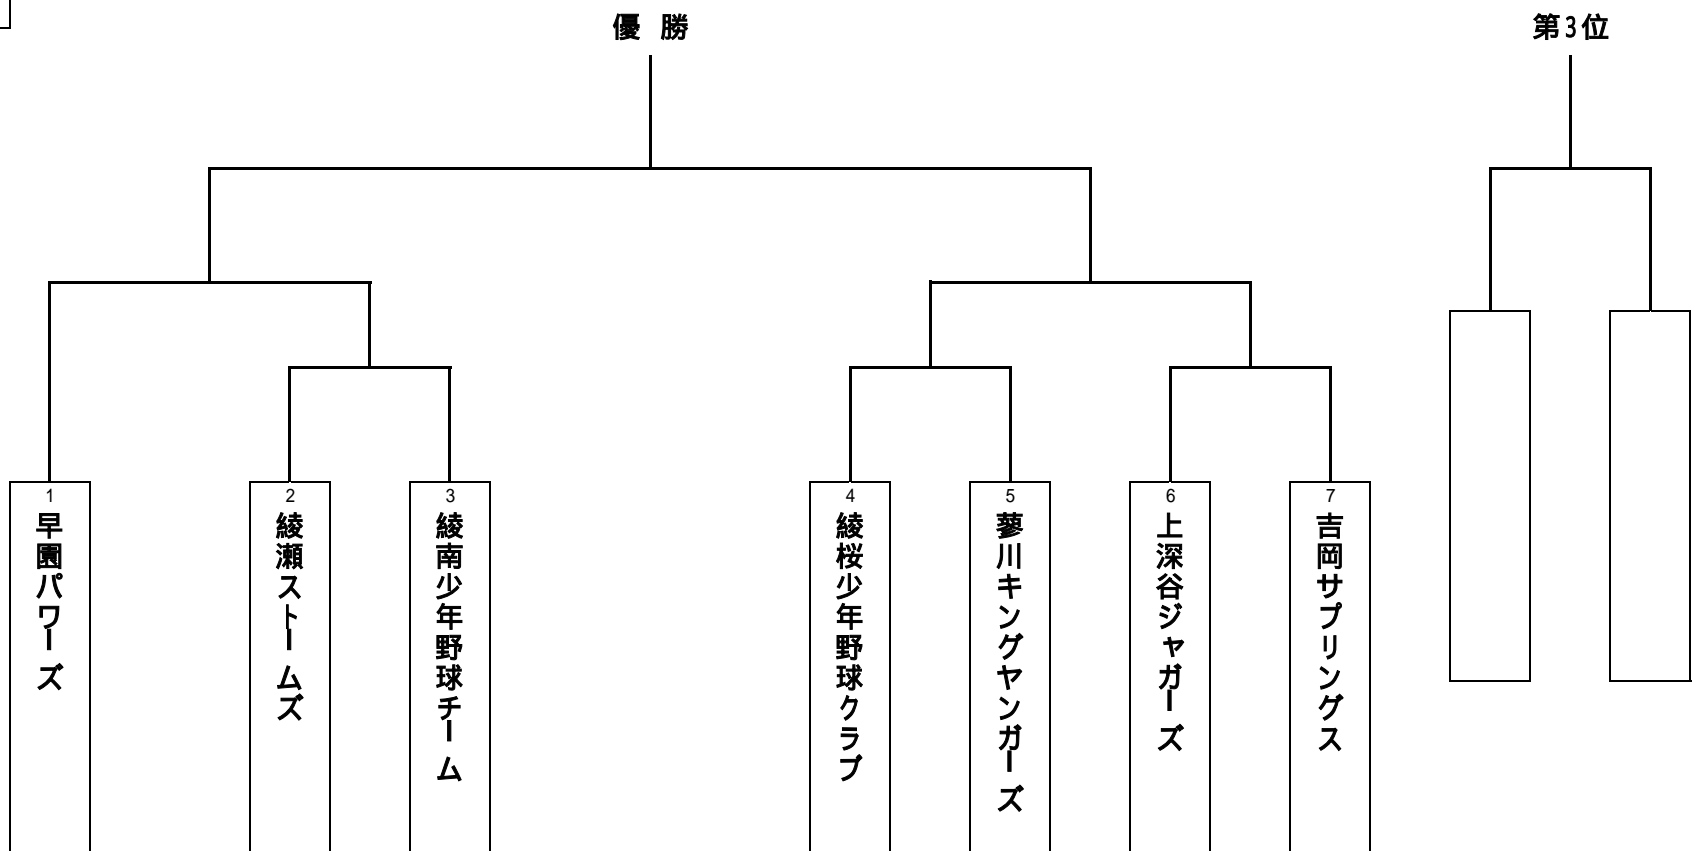 優 勝
第3位
1
早園パワーズ
2
綾瀬ストームズ
3
綾南少年野球チーム
4
綾桜少年野球クラブ
5
蓼川キングヤンガーズ
6
上深谷ジャガーズ
7
吉岡サプリングス